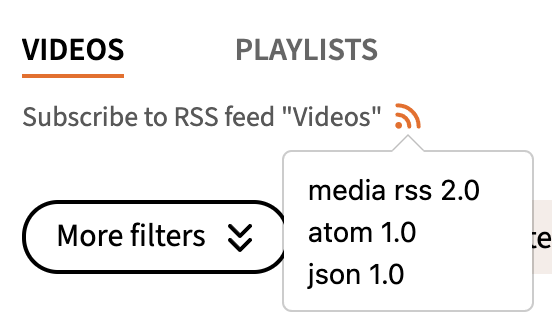 VIDEOS PLAYLISTS
Subscribe to RSS feed "Videos"
media rss 2.0
atom 1.0
json 1.0
More filters